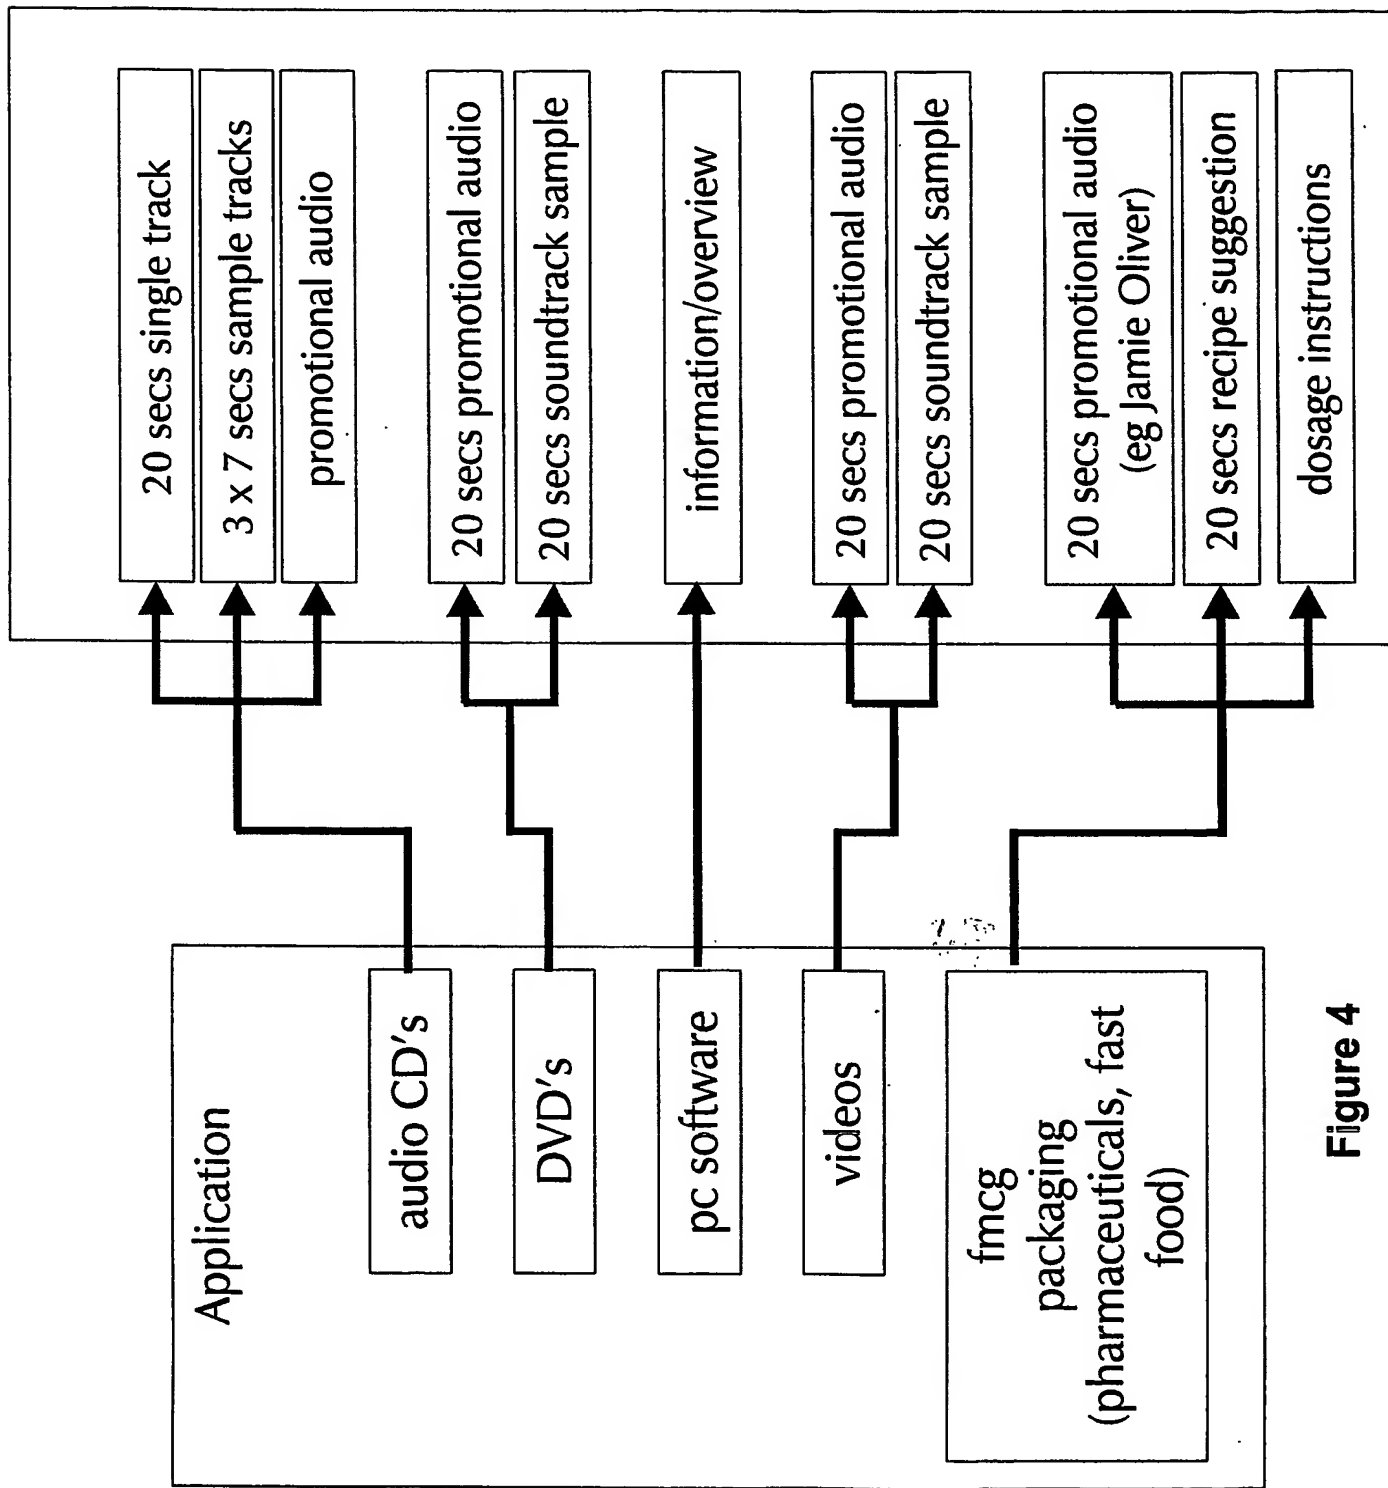 Application
audio CD's
DVD's
pc software
videos
fmcg
packaging
(pharmaceuticals, fast
food)
20 secs single track
3 x 7 secs sample tracks
promotional audio
20 secs promotional audio
20 secs soundtrack sample
information/overview
20 secs promotional audio
20 secs soundtrack sample
20 secs promotional audio
(eg Jamie Oliver)
20 secs recipe suggestion
dosage instructions
Figure 4